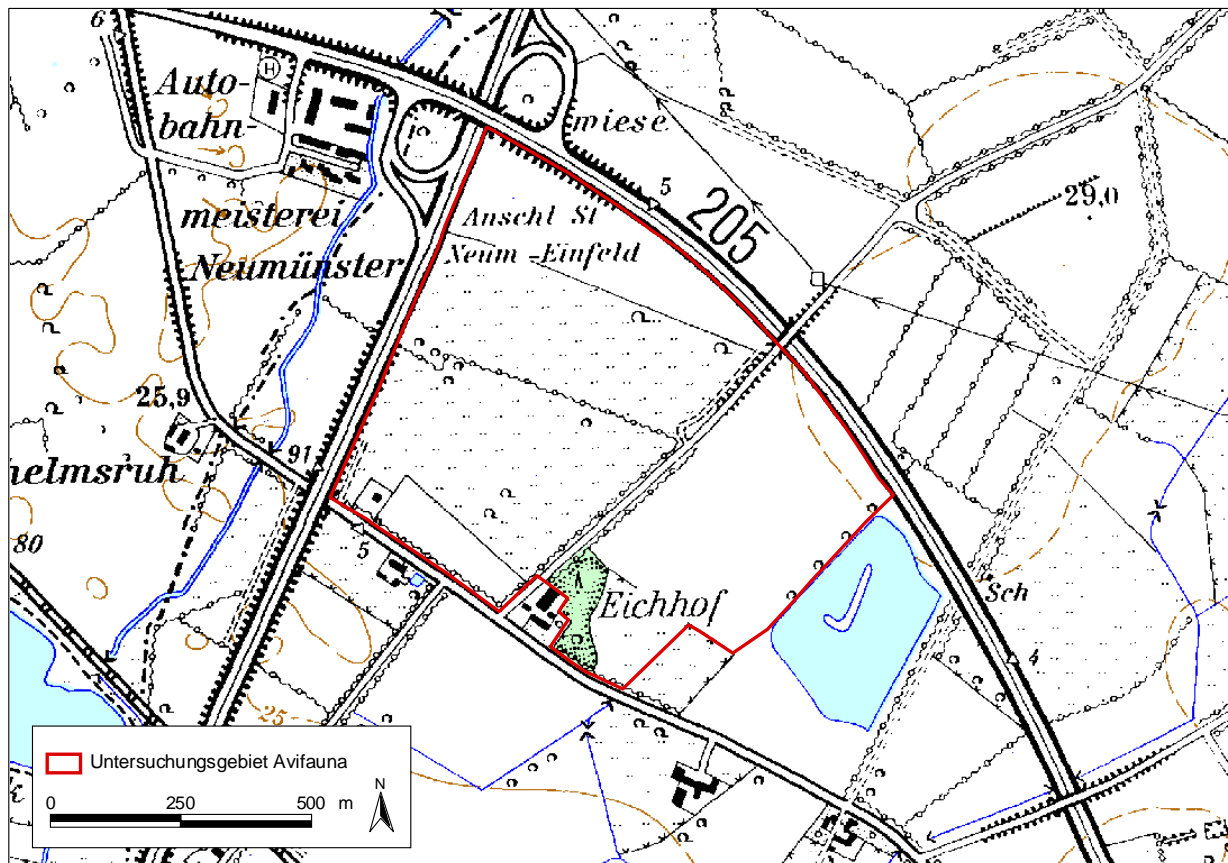 6
H
Auto-
bahn-
meisterei
Neumünster
miese
5
205
29,0
Anschl St
Neum -Einfeld
25,9
91
helmsruh
80
5
Eichhof
Sch
4
25
Untersuchungsgebiet Avifauna
0 250 500 m
N